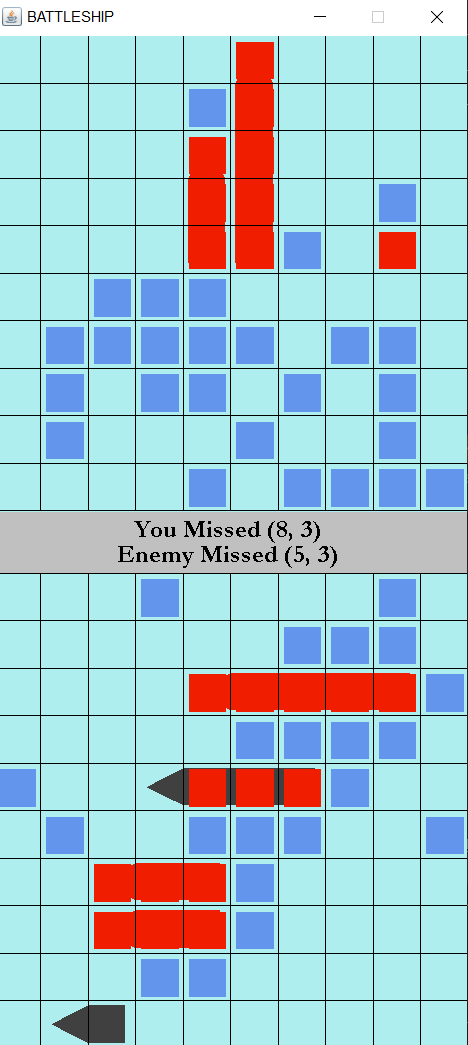 BATTLESHIP
You Missed (8, 3)
Enemy Missed (5, 3)